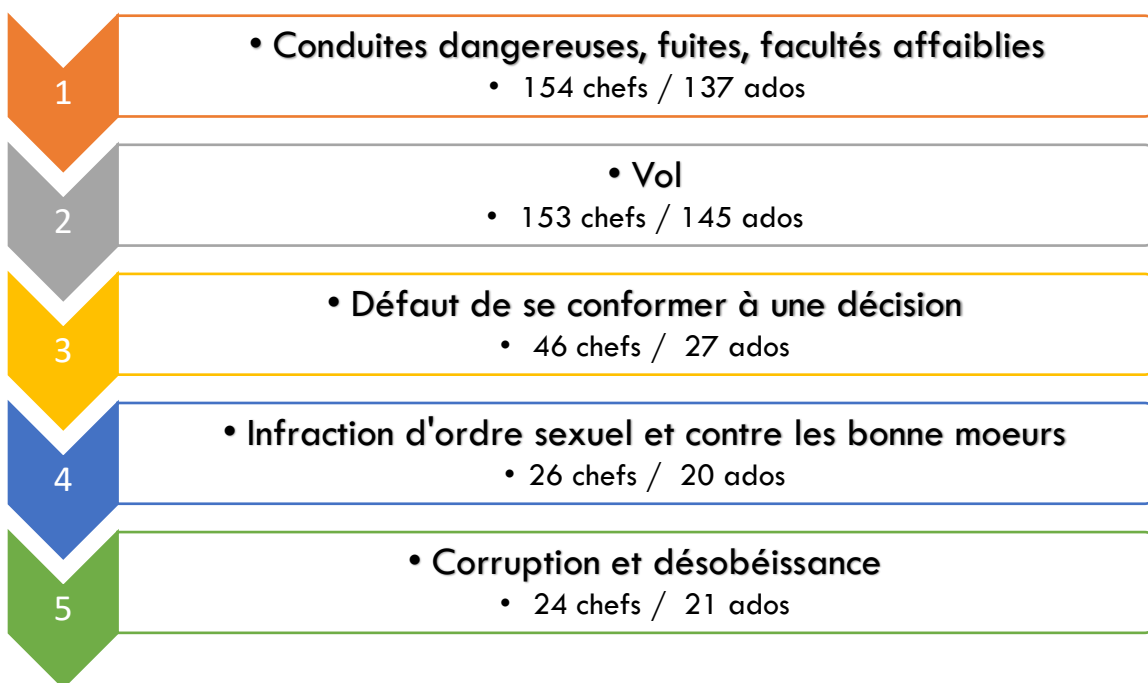 1
• Conduites dangereuses, fuites, facultés affaiblies
• 154 chefs / 137 ados
2
• Vol
• 153 chefs / 145 ados
3
• Défaut de se conformer à une décision
• 46 chefs / 27 ados
4
• Infraction d'ordre sexuel et contre les bonne moeurs
• 26 chefs / 20 ados
5
• Corruption et désobéissance
• 24 chefs / 21 ados